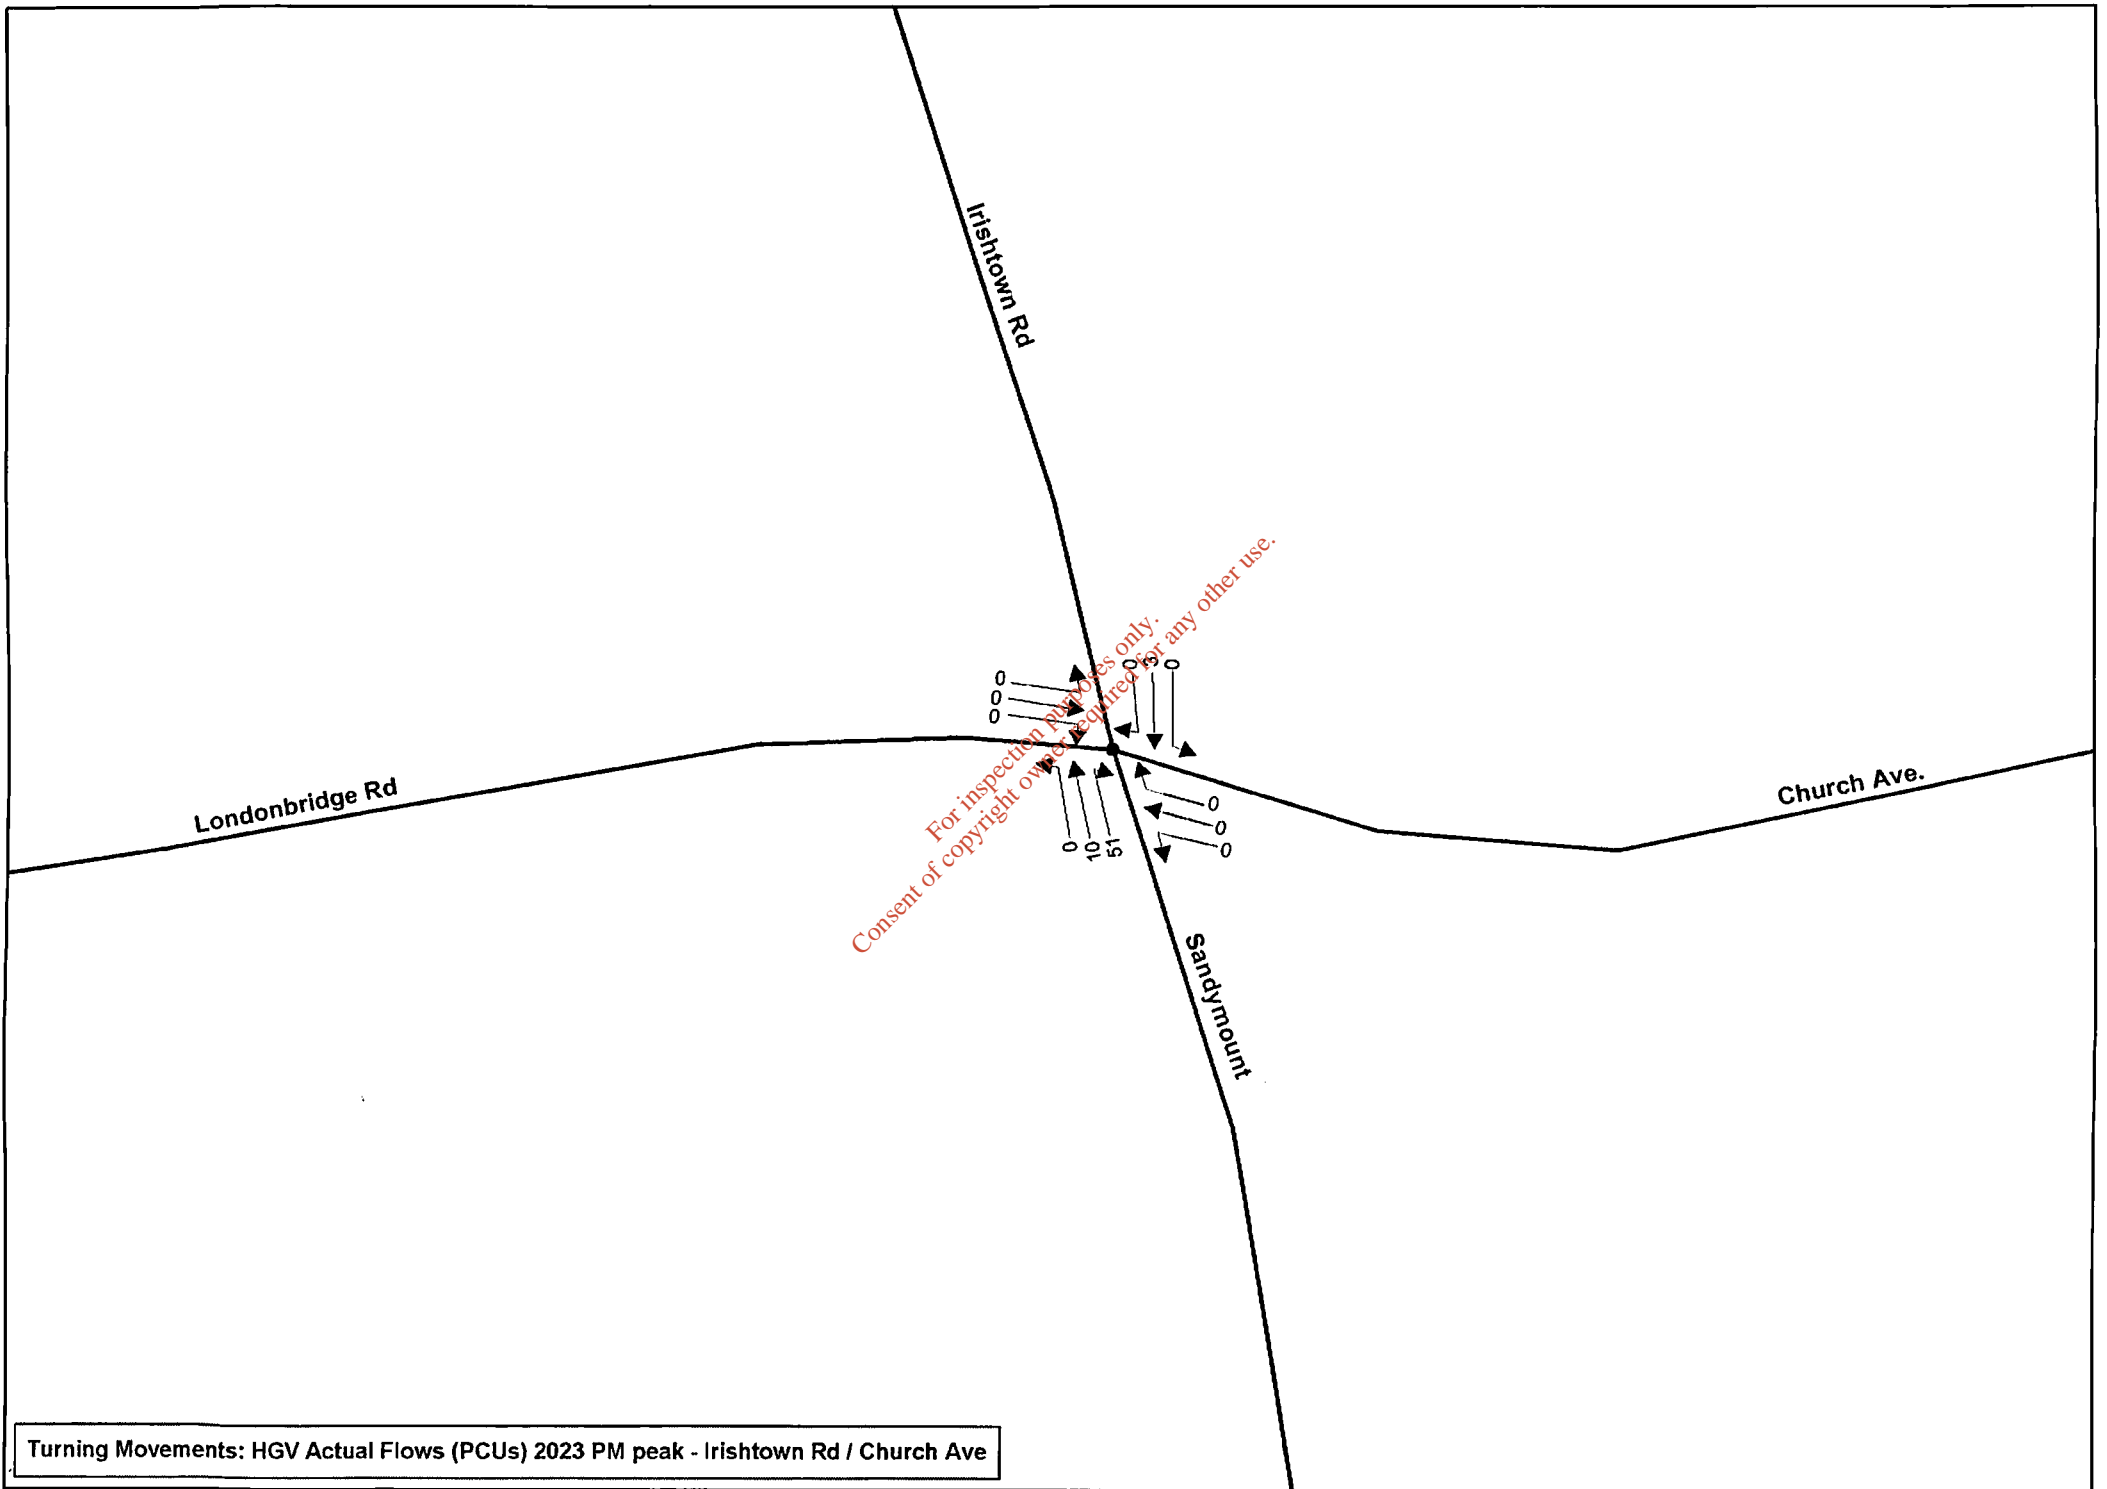 Irishtown Rd
0
3
0
0
0
0
Londonbridge Rd
Church Ave.
0
0
0
0
10
51
Sandymount
For inspection purposes only.
Consent of copyright owner required for any other use.
Turning Movements: HGV Actual Flows (PCUs) 2023 PM peak - Irishtown Rd / Church Ave